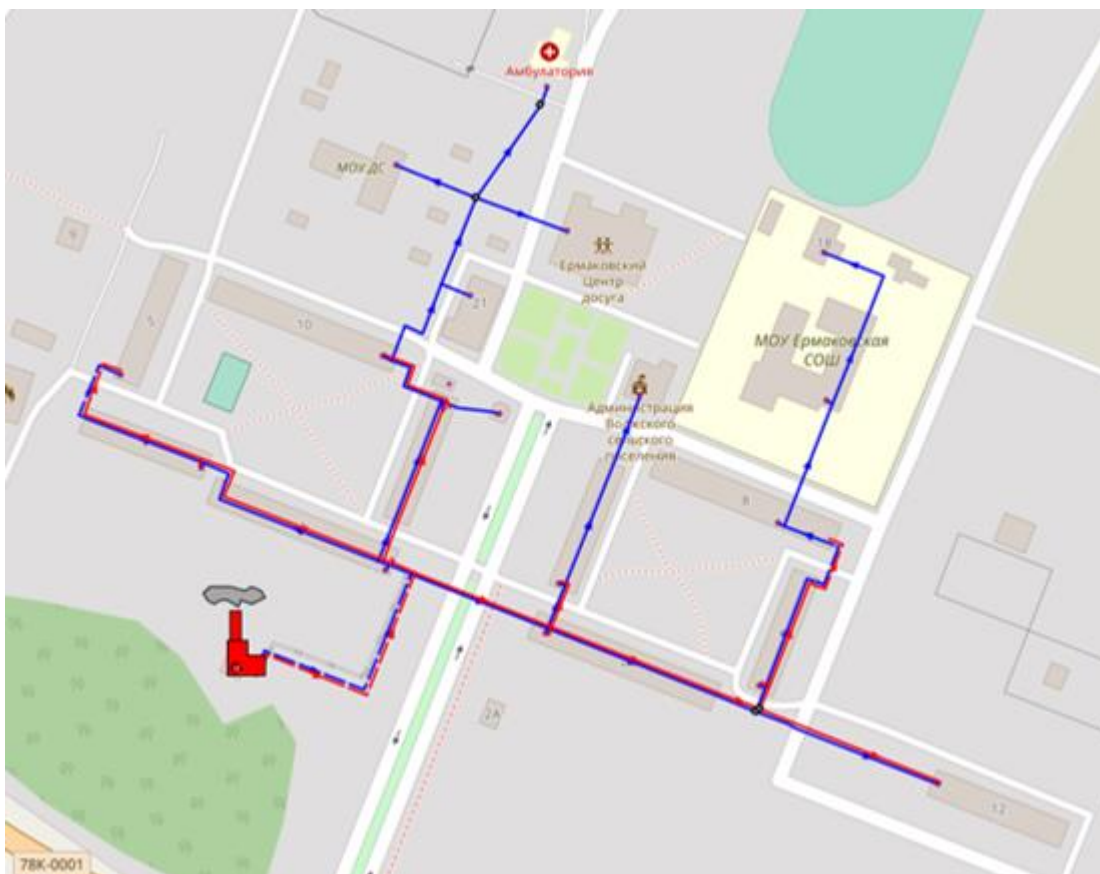 Амбулатория
МОУ ДС
18
Ермаковский
Центр
досуга
21
10
МОУ Ермаковская
СОШ
Администрация
Волжского
сельского
поселения
8
2А
12
78К-0001